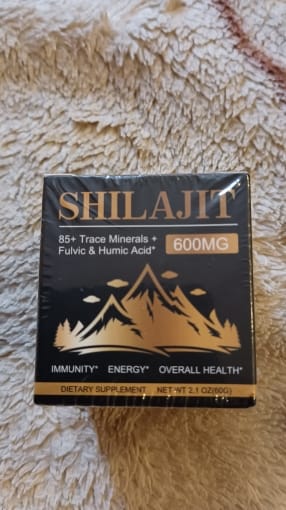 SHILAJIT
85+ Trace Minerals +
Fulvic & Humic Acid*
600MG
IMMUNITY* ENERGY* OVERALL HEALTH*
DIETARY SUPPLEMENT NET WT 2.1 OZ(60G)